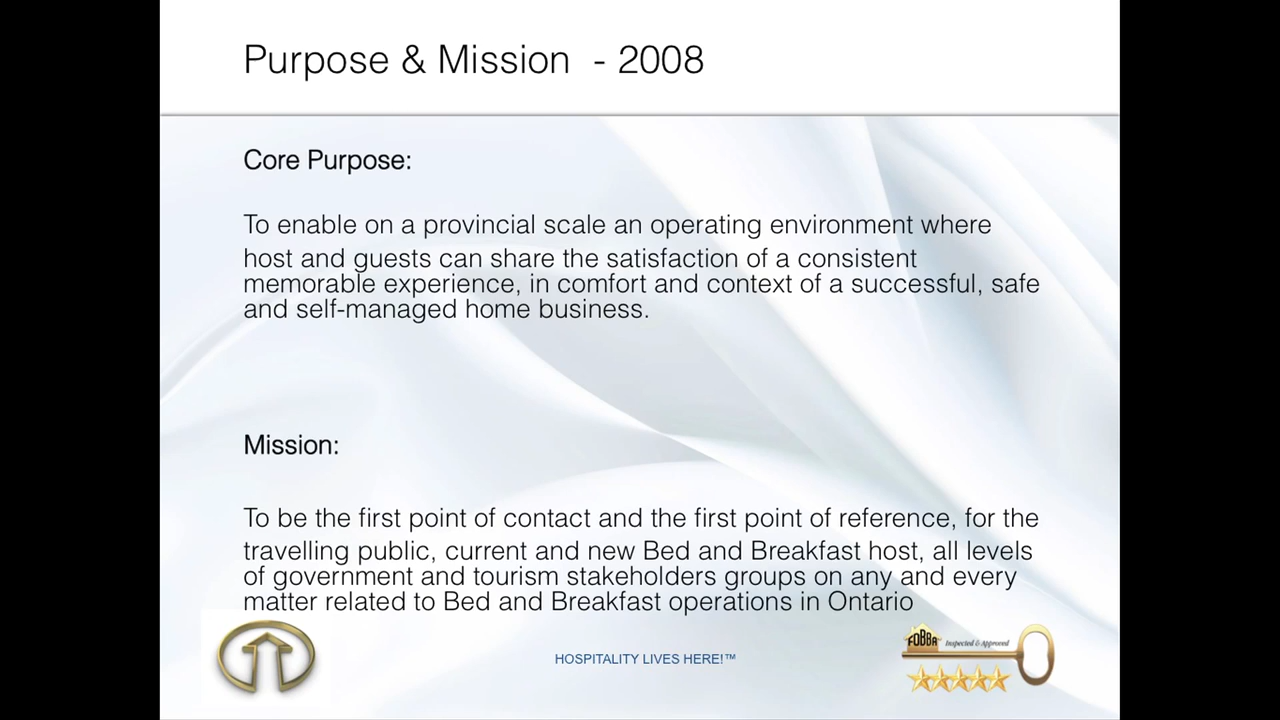 Purpose & Mission - 2008
Core Purpose:
To enable on a provincial scale an operating environment where
host and guests can share the satisfaction of a consistent
memorable experience, in comfort and context of a successful, safe
and self-managed home business.
Mission:
To be the first point of contact and the first point of reference, for the
travelling public, current and new Bed and Breakfast host, all levels
of government and tourism stakeholders groups on any and every
matter related to Bed and Breakfast operations in Ontario
HOSPITALITY LIVES HERE!™
FOBBA Inspected & Approved